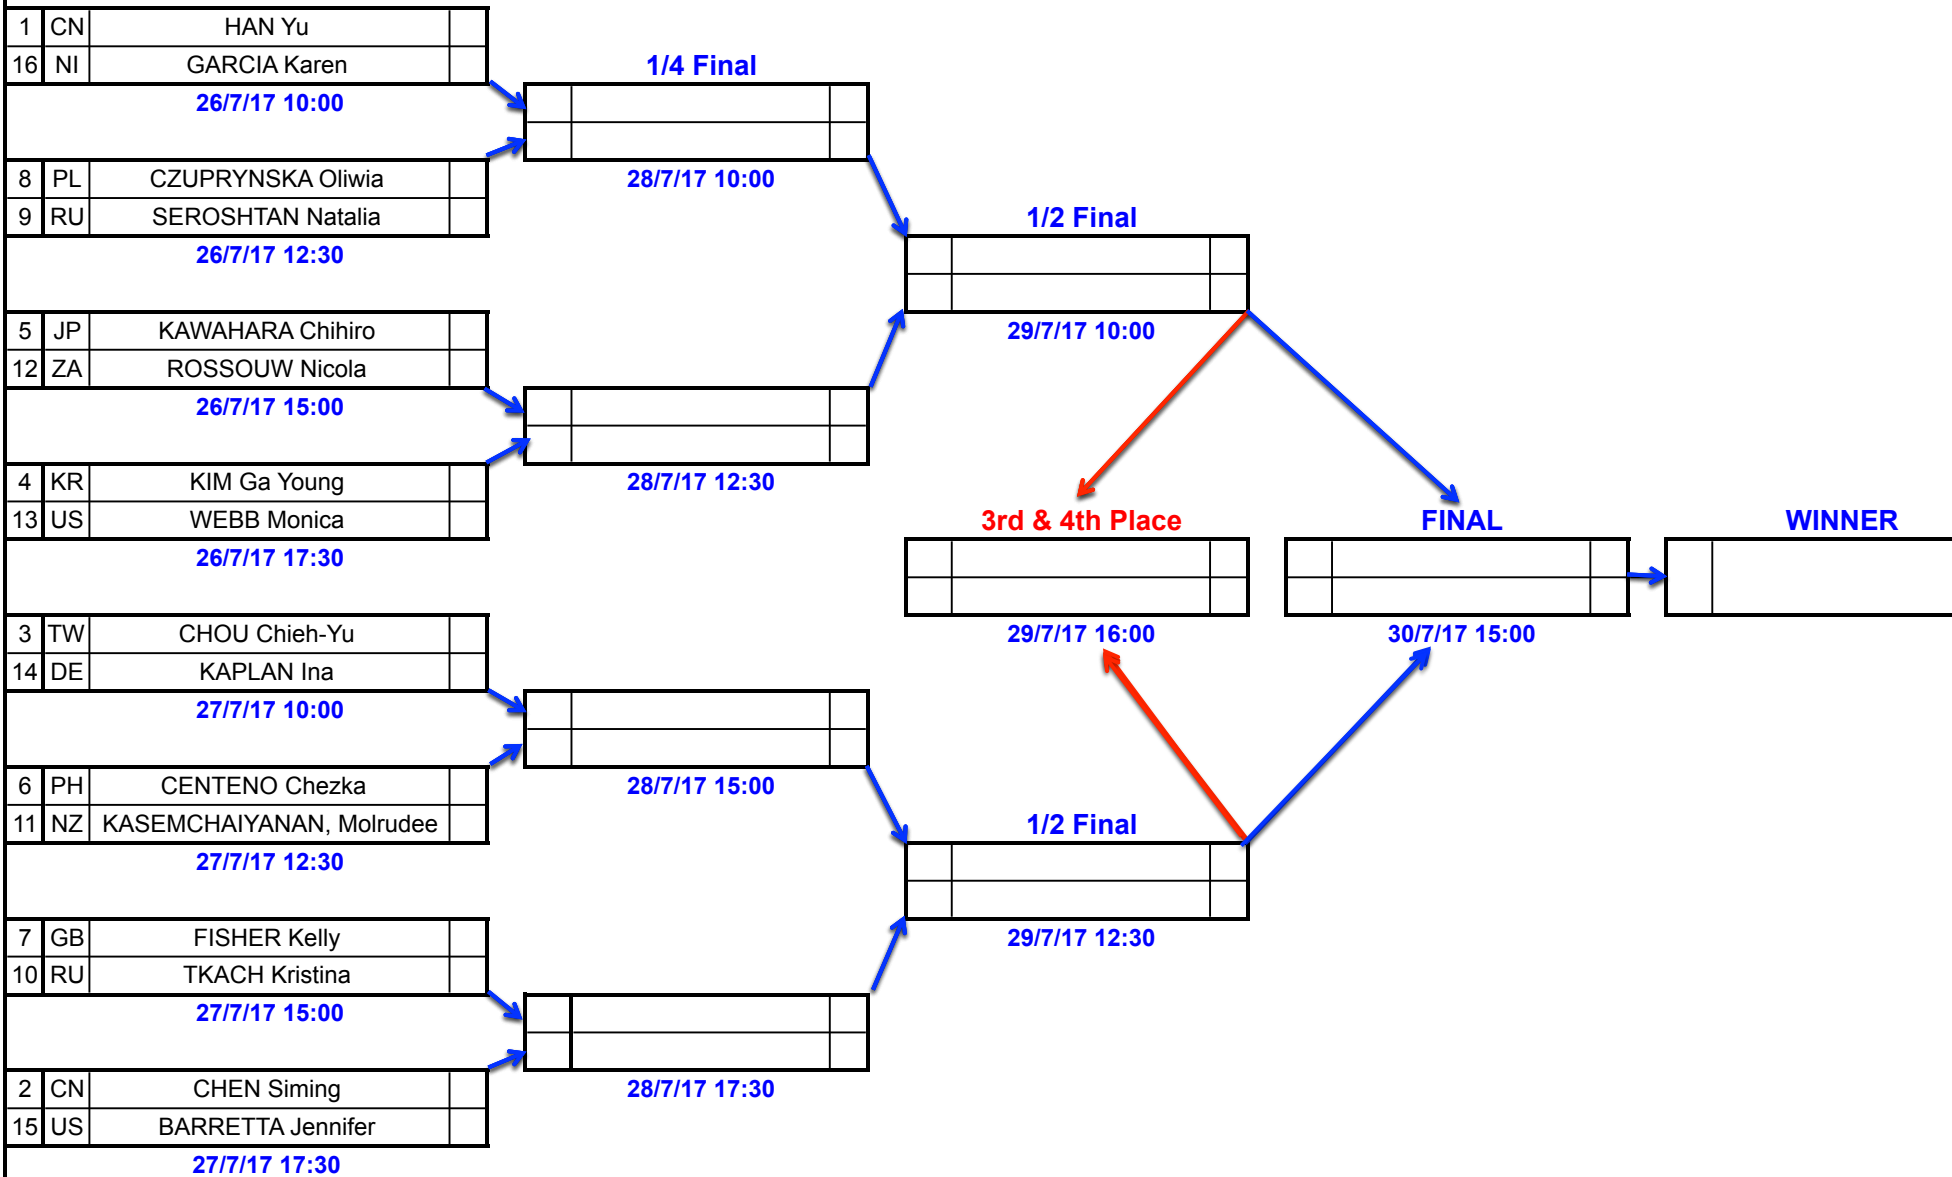 1 CN HAN Yu
16 NI GARCIA Karen
26/7/17 10:00
8 PL CZUPRYNSKA Oliwia
9 RU SEROSHTAN Natalia
26/7/17 12:30
5 JP KAWAHARA Chihiro
12 ZA ROSSOUW Nicola
26/7/17 15:00
4 KR KIM Ga Young
13 US WEBB Monica
26/7/17 17:30
3 TW CHOU Chieh-Yu
14 DE KAPLAN Ina
27/7/17 10:00
6 PH CENTENO Chezka
11 NZ KASEMCHAIYANAN, Molrudee
27/7/17 12:30
7 GB FISHER Kelly
10 RU TKACH Kristina
27/7/17 15:00
2 CN CHEN Siming
15 US BARRETTA Jennifer
27/7/17 17:30
1/4 Final
28/7/17 10:00
28/7/17 12:30
28/7/17 15:00
28/7/17 17:30
1/2 Final
29/7/17 10:00
3rd & 4th Place
29/7/17 16:00
1/2 Final
29/7/17 12:30
FINAL
30/7/17 15:00
WINNER